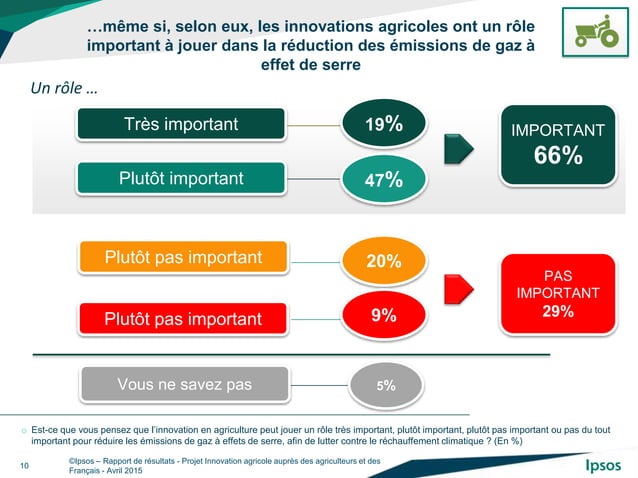 …même si, selon eux, les innovations agricoles ont un rôle
important à jouer dans la réduction des émissions de gaz à
effet de serre
Un rôle …
Très important
19%
IMPORTANT
66%
Plutôt important
47%
Plutôt pas important
20%
PAS
IMPORTANT
29%
Plutôt pas important
9%
Vous ne savez pas
5%
o Est-ce que vous pensez que l’innovation en agriculture peut jouer un rôle très important, plutôt important, plutôt pas important ou pas du tout
important pour réduire les émissions de gaz à effets de serre, afin de lutter contre le réchauffement climatique ? (En %)
10
©Ipsos – Rapport de résultats - Projet Innovation agricole auprès des agriculteurs et des
Français - Avril 2015
Ipsos